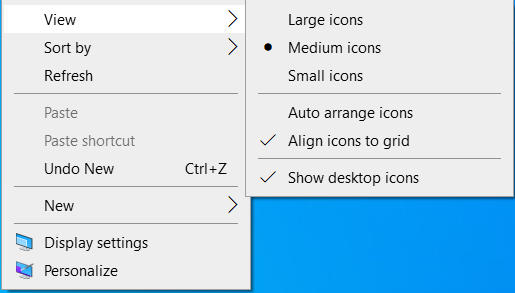 View
Sort by
Refresh
Paste
Paste shortcut
Undo New Ctrl+Z
New
Display settings
Personalize
Large icons
Medium icons
Small icons
Auto arrange icons
Align icons to grid
Show desktop icons